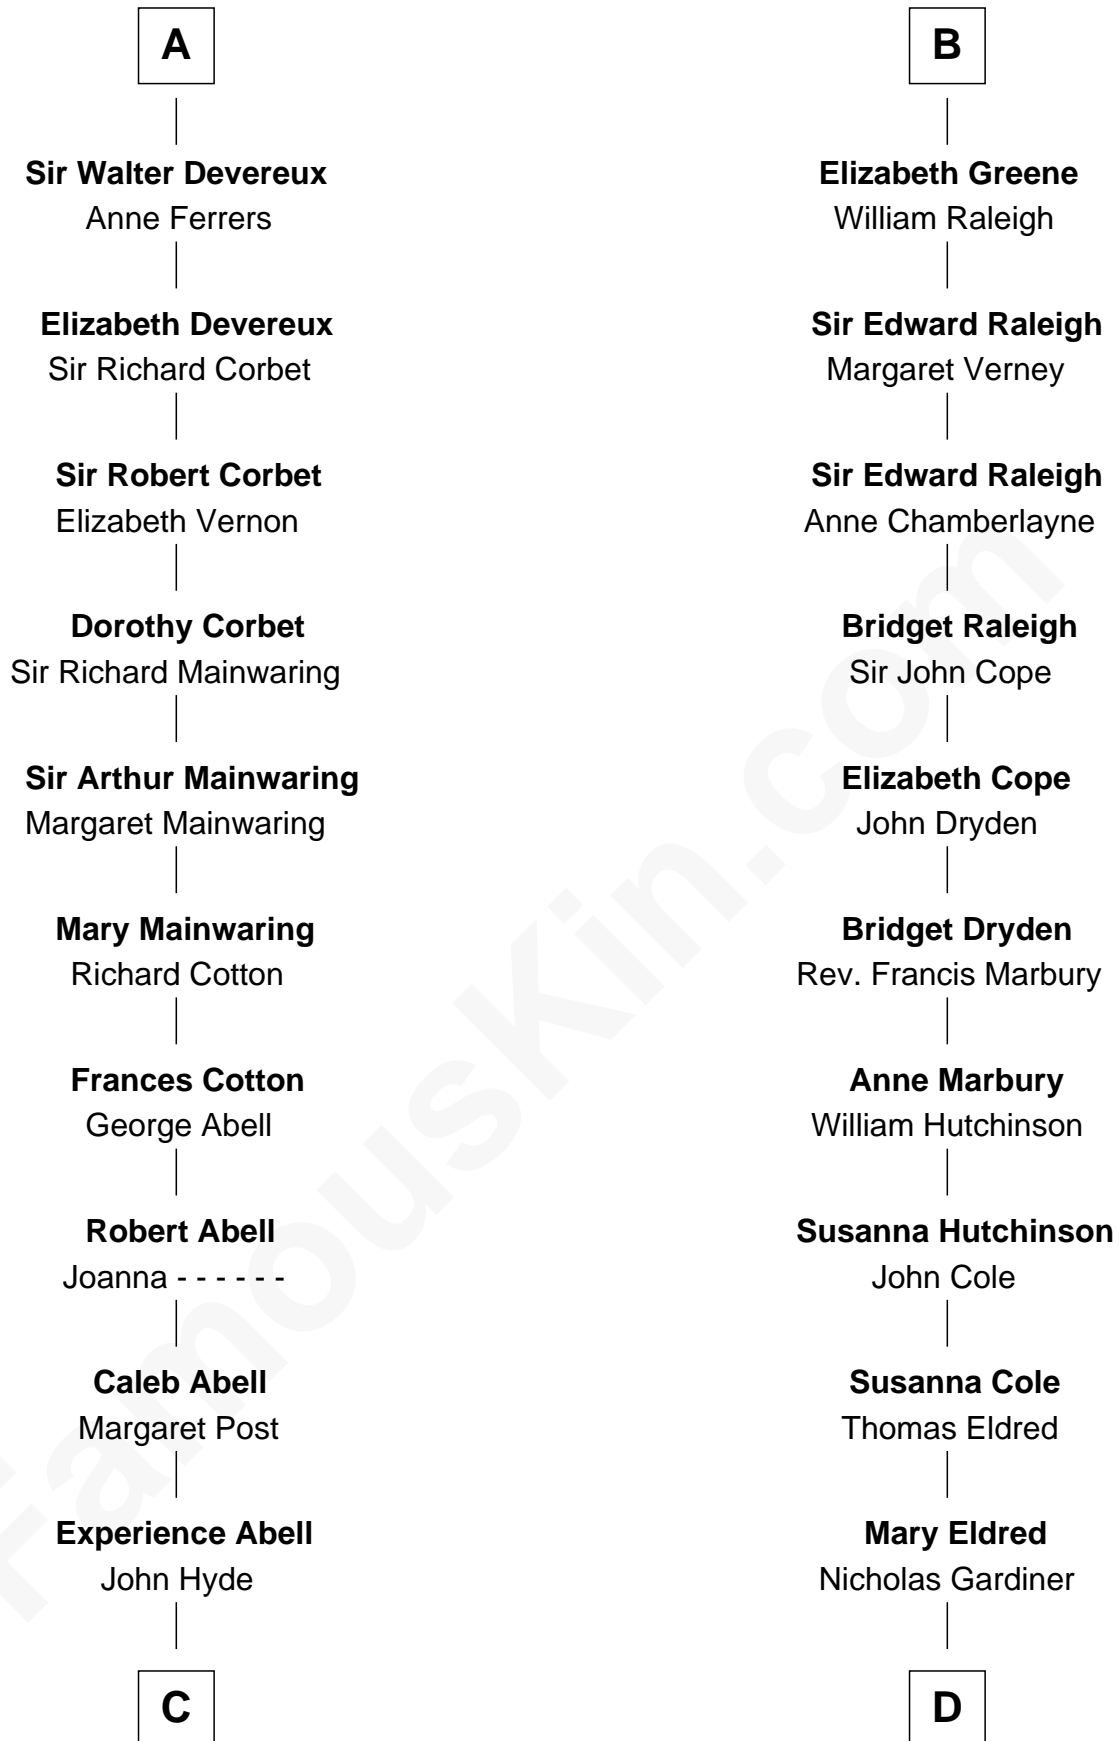 A
Sir Walter Devereux
Anne Ferrers
Elizabeth Devereux
Sir Richard Corbet
Sir Robert Corbet
Elizabeth Vernon
Dorothy Corbet
Sir Richard Mainwaring
Sir Arthur Mainwaring
Margaret Mainwaring
Mary Mainwaring
Richard Cotton
Frances Cotton
George Abell
Robert Abell
Joanna - - - - - -
Caleb Abell
Margaret Post
Experience Abell
John Hyde
C
B
Elizabeth Greene
William Raleigh
Sir Edward Raleigh
Margaret Verney
Sir Edward Raleigh
Anne Chamberlayne
Bridget Raleigh
Sir John Cope
Elizabeth Cope
John Dryden
Bridget Dryden
Rev. Francis Marbury
Anne Marbury
William Hutchinson
Susanna Hutchinson
John Cole
Susanna Cole
Thomas Eldred
Mary Eldred
Nicholas Gardiner
D
FamousKin.com